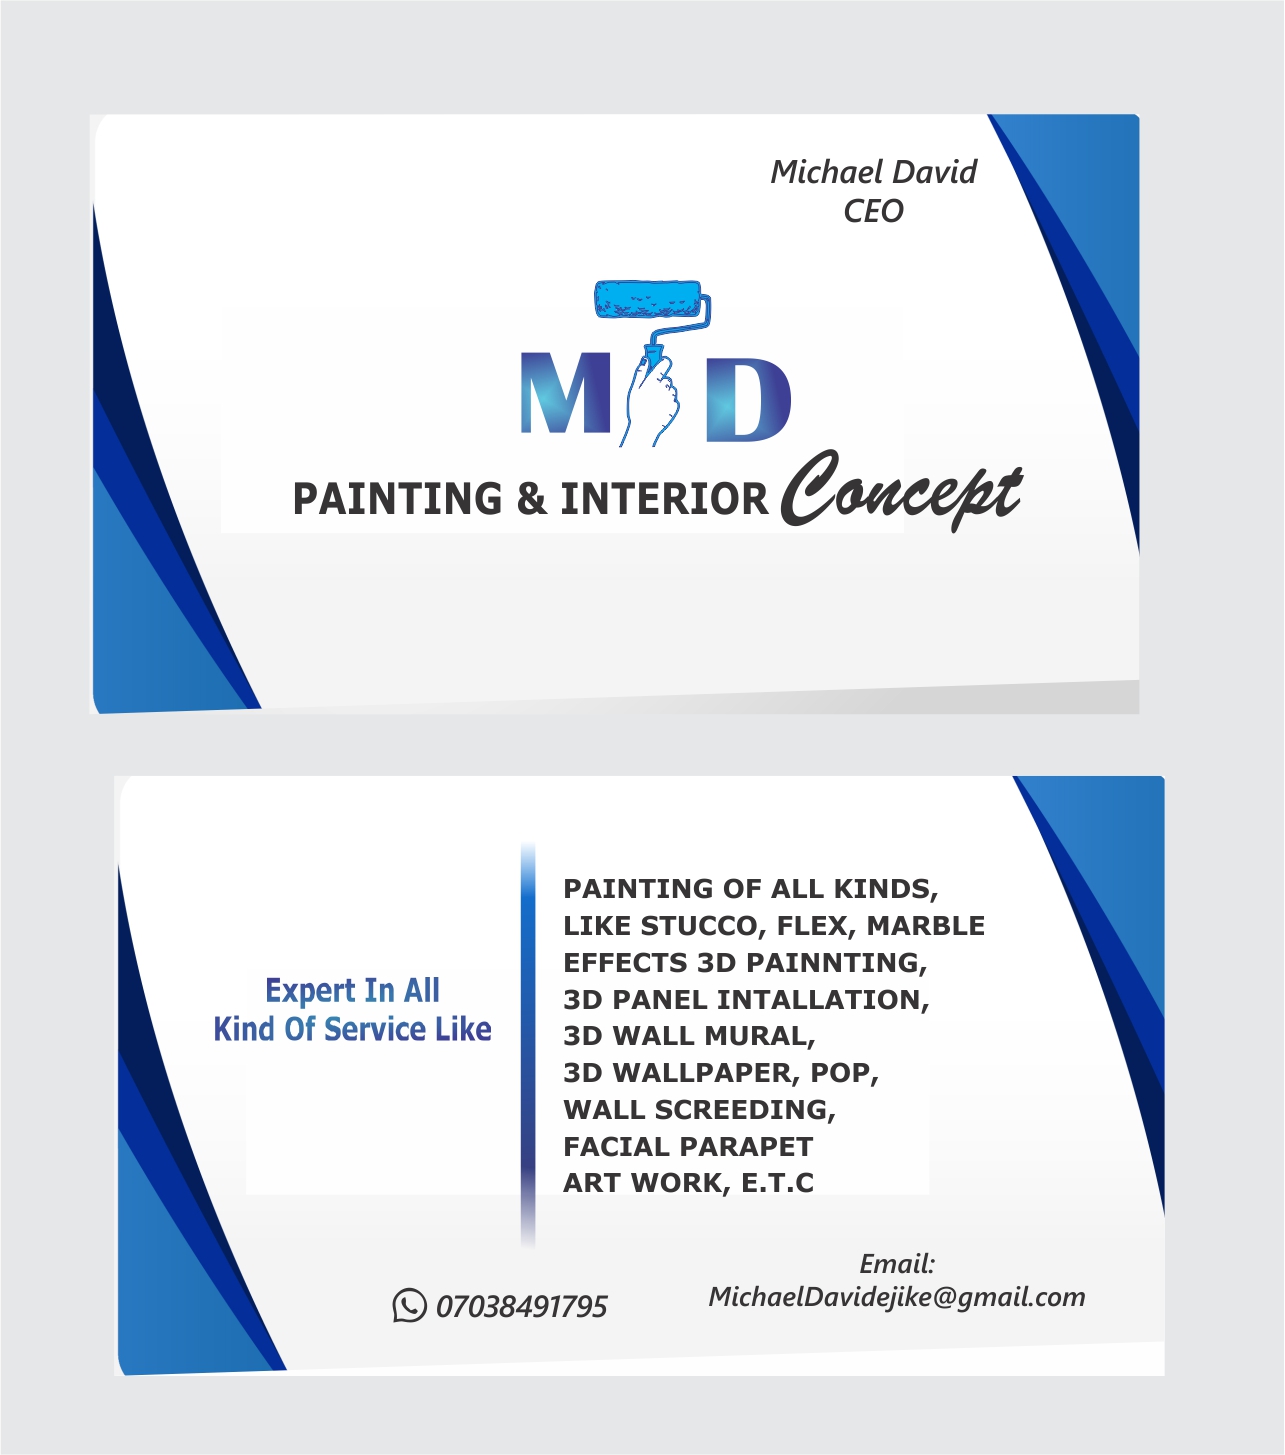 Michael David
CEO
M D
PAINTING & INTERIOR Concept
Expert In All
Kind Of Service Like
PAINTING OF ALL KINDS,
LIKE STUCCO, FLEX, MARBLE
EFFECTS 3D PAINNTING,
3D PANEL INTALLATION,
3D WALL MURAL,
3D WALLPAPER, POP,
WALL SCREEDING,
FACIAL PARAPET
ART WORK, E.T.C
07038491795
Email:
MichaelDavidejike@gmail.com